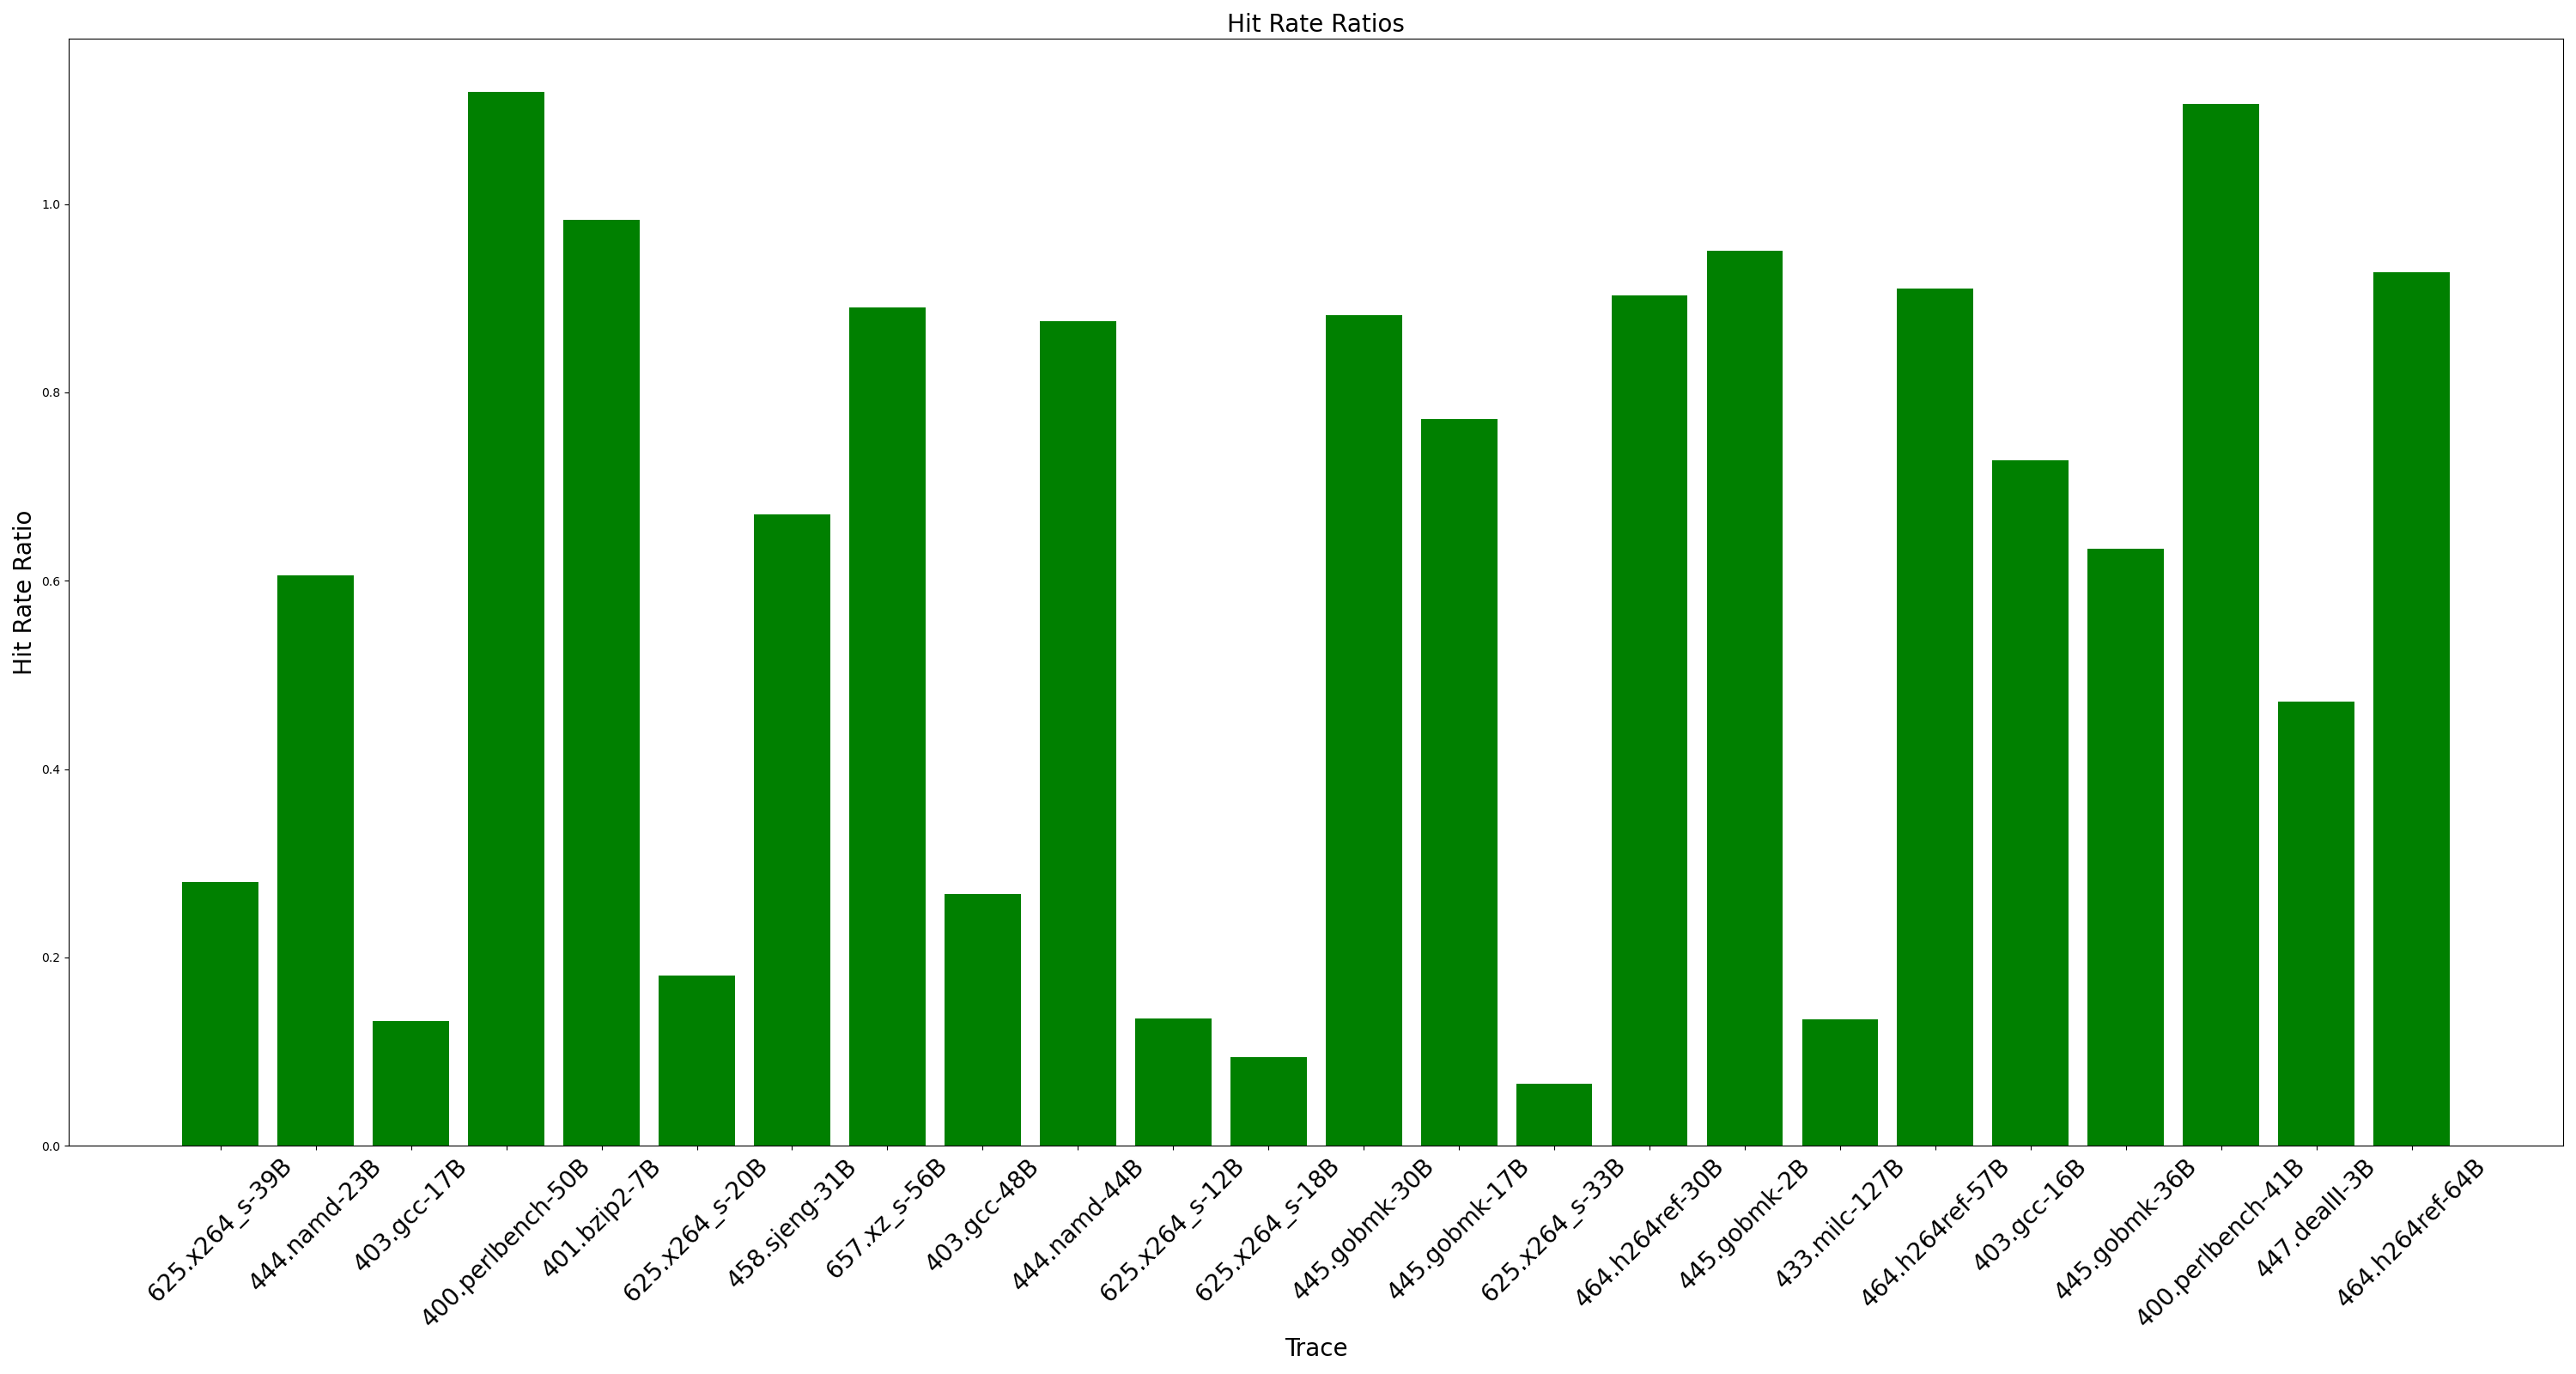 Hit Rate Ratios
Hit Rate Ratio
1.0
0.8
0.6
0.4
0.2
0.0
625.x264_s-39B
444.namd-23B
403.gcc-17B
400.perlbench-50B
401.bzip2-7B
625.x264_s-20B
458.sjeng-31B
657.xz_s-56B
403.gcc-48B
444.namd-44B
625.x264_s-12B
625.x264_s-18B
445.gobmk-30B
445.gobmk-17B
625.x264_s-33B
464.h264ref-30B
445.gobmk-2B
433.milc-127B
464.h264ref-57B
403.gcc-16B
445.gobmk-36B
400.perlbench-41B
447.dealII-3B
464.h264ref-64B
Trace